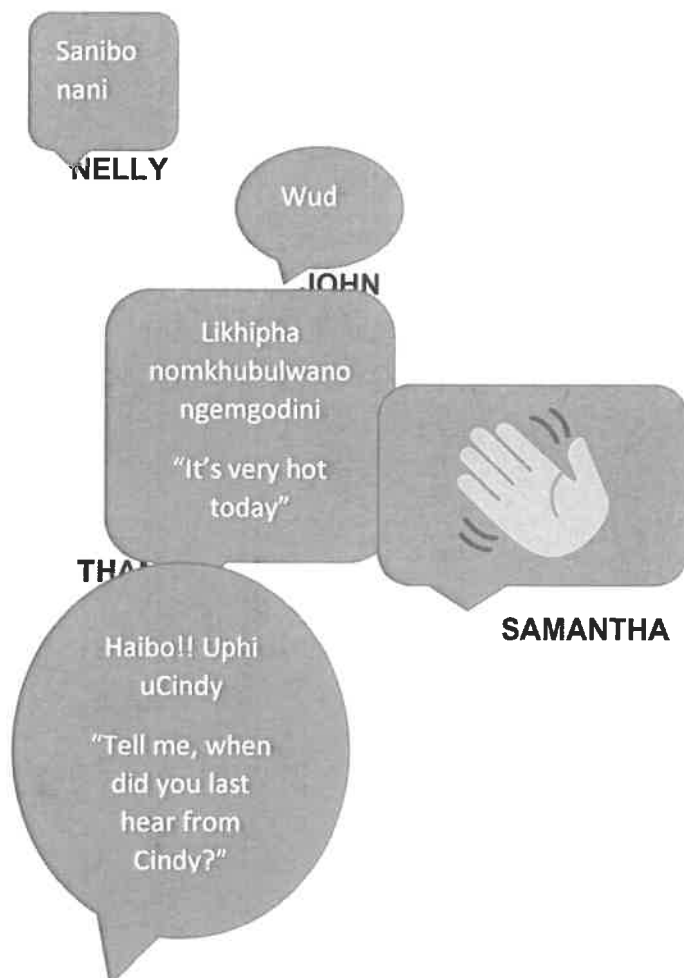 Sanibo
nani
NELLY
Wud
JOHN
Likhipha
nomkhubulwano
ngemgodini
“It’s very hot
today”
SAMANTHA
Haibo!! Uphi
uCindy
“Tell me, when
did you last
hear from
Cindy?”